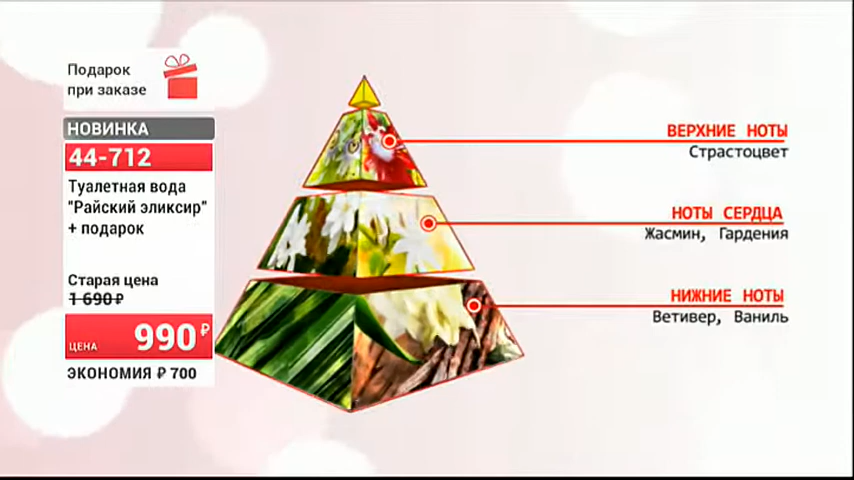 Подарок
при заказе
НОВИНКА
44-712
Туалетная вода
"Райский эликсир"
+ подарок
Старая цена
1 690 ₽
ЦЕНА 990 ₽
ЭКОНОМИЯ ₽ 700
ВЕРХНИЕ НОТЫ
Страстоцвет
НОТЫ СЕРДЦА
Жасмин, Гардения
НИЖНИЕ НОТЫ
Ветивер, Ваниль